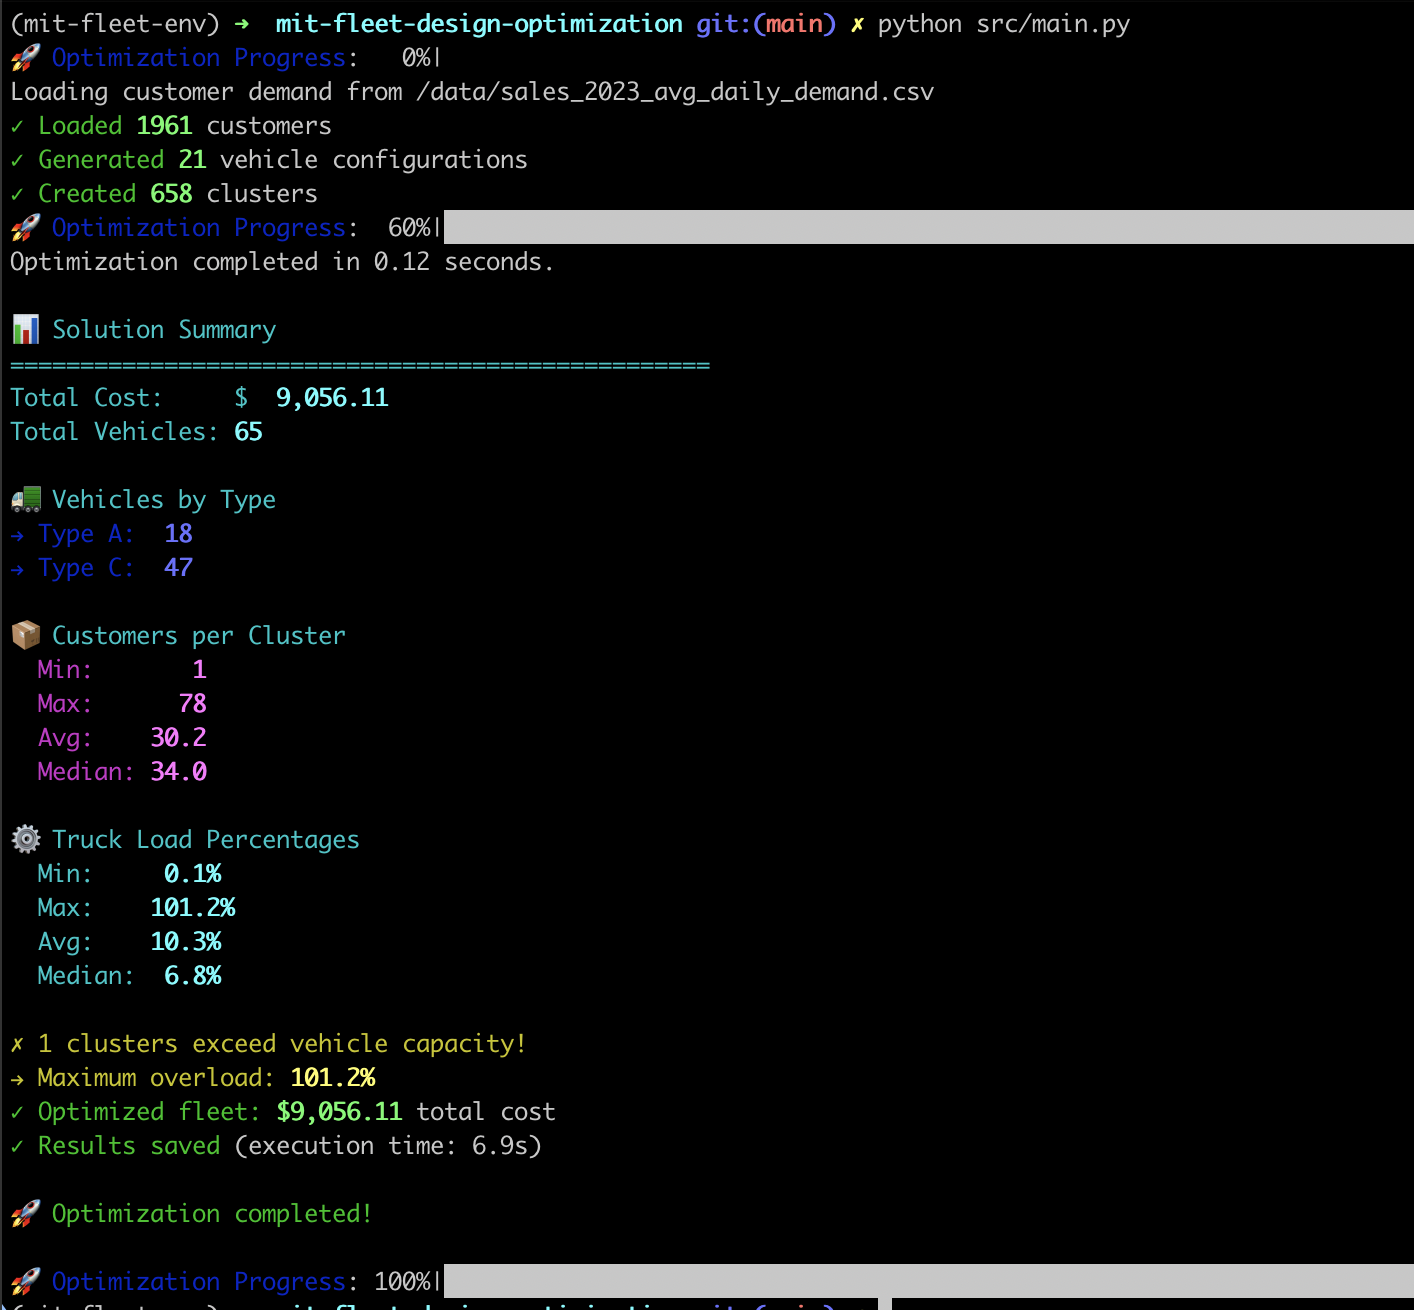 (mit-fleet-env) ➜ mit-fleet-design-optimization git:(main) ✗ python src/main.py
🚀 Optimization Progress:   0%|
Loading customer demand from /data/sales_2023_avg_daily_demand.csv
✓ Loaded 1961 customers
✓ Generated 21 vehicle configurations
✓ Created 658 clusters
🚀 Optimization Progress:  60%|
Optimization completed in 0.12 seconds.
📊 Solution Summary
==================================================
Total Cost:     $  9,056.11
Total Vehicles: 65
🚛 Vehicles by Type
→ Type A:  18
→ Type C:  47
📦 Customers per Cluster
Min:       1
Max:      78
Avg:    30.2
Median: 34.0
⚙️ Truck Load Percentages
Min:     0.1%
Max:    101.2%
Avg:    10.3%
Median:  6.8%
✗ 1 clusters exceed vehicle capacity!
→ Maximum overload: 101.2%
✓ Optimized fleet: $9,056.11 total cost
✓ Results saved (execution time: 6.9s)
🚀 Optimization completed!
🚀 Optimization Progress: 100%|